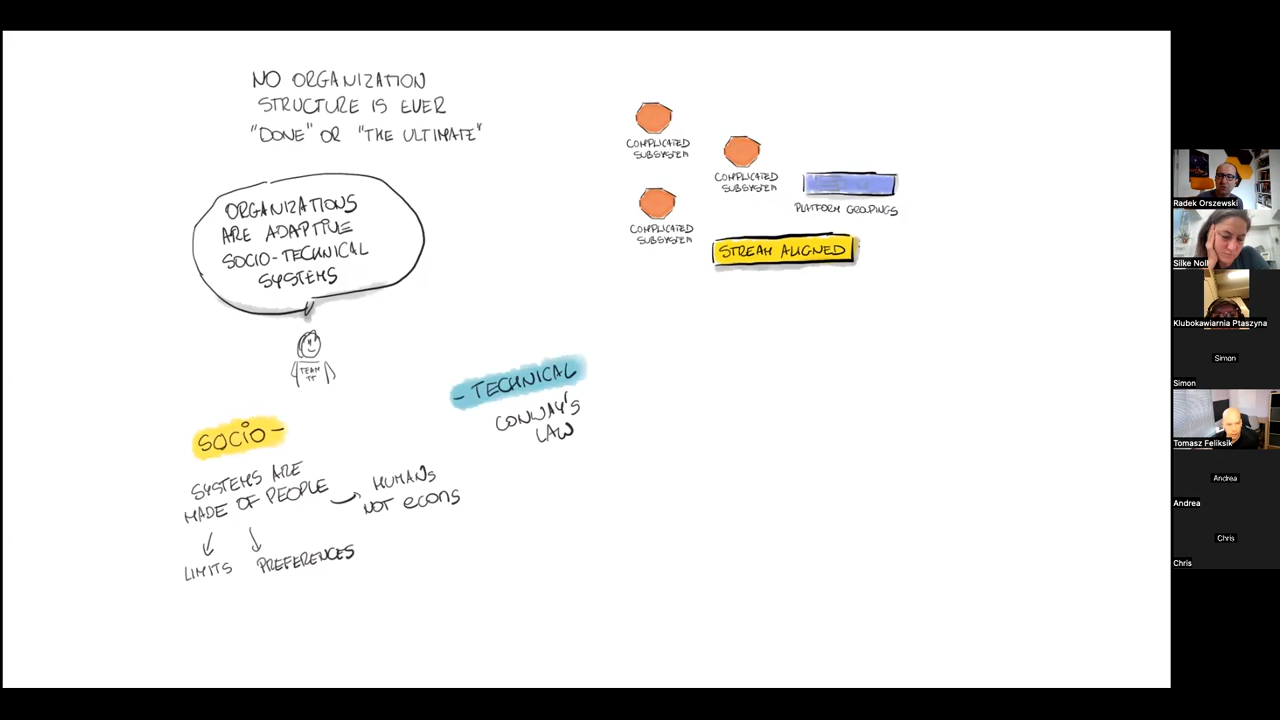 NO ORGANIZATION
STRUCTURE IS EVER
"DONE" OR "THE ULTIMATE"
ORGANIZATIONS
ARE ADAPTIVE
SOCIO-TECHNICAL
SYSTEMS
TEAM
TT
SOCIO-
SYSTEMS ARE
MADE OF PEOPLE
HUMANS
NOT ECONS
LIMITS
PREFERENCES
-TECHNICAL
CONWAY'S
LAW
COMPLICATED
SUBSYSTEM
COMPLICATED
SUBSYSTEM
COMPLICATED
SUBSYSTEM
PLATFORM GROUPINGS
STREAM ALIGNED
Radek Orszewski
Silke Noll
Klubokawiarnia Ptaszyna
Simon
Simon
Tomasz Feliksik
Andrea
Andrea
Chris
Chris